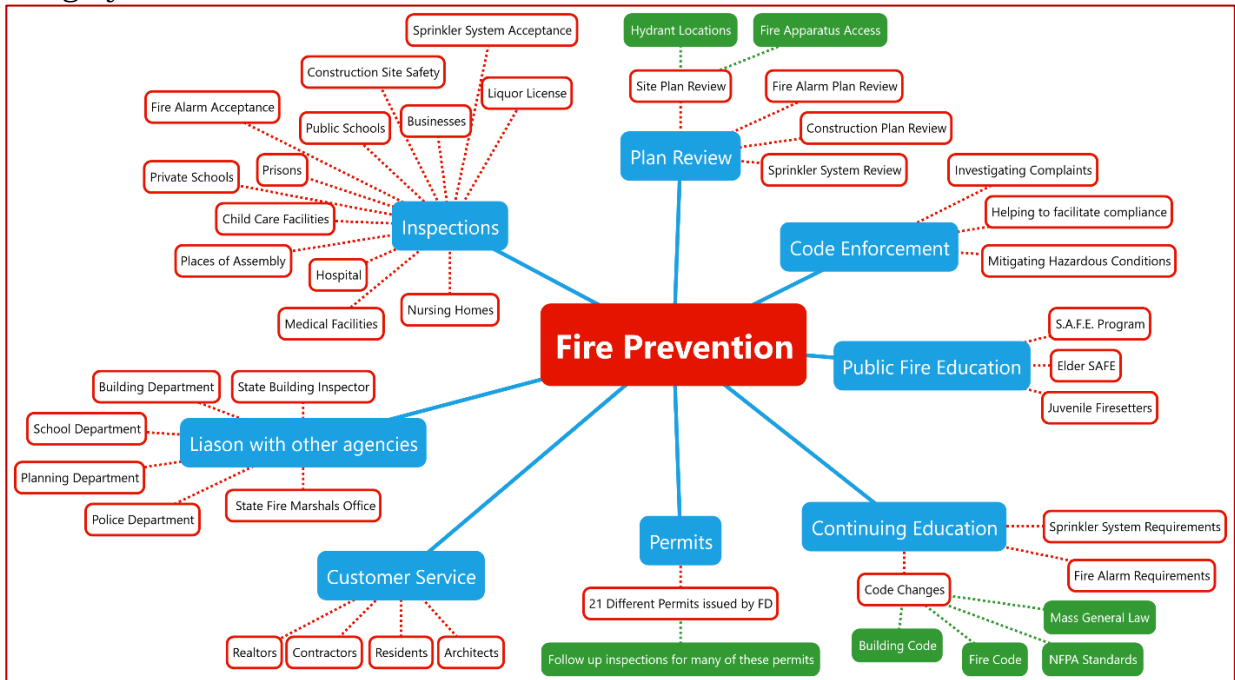 Sprinkler System Acceptance
Construction Site Safety
Liquor License
Fire Alarm Acceptance
Public Schools
Businesses
Prisons
Private Schools
Child Care Facilities
Inspections
Places of Assembly
Hospital
Medical Facilities
Nursing Homes
Hydrant Locations
Fire Apparatus Access
Site Plan Review
Fire Alarm Plan Review
Construction Plan Review
Plan Review
Sprinkler System Review
Investigating Complaints
Helping to facilitate compliance
Code Enforcement
Mitigating Hazardous Conditions
Fire Prevention
S.A.F.E. Program
Public Fire Education
Elder SAFE
Juvenile Firesetters
Building Department
State Building Inspector
School Department
Liason with other agencies
Planning Department
State Fire Marshals Office
Police Department
Customer Service
Realtors
Contractors
Residents
Architects
Permits
21 Different Permits issued by FD
Follow up inspections for many of these permits
Continuing Education
Sprinkler System Requirements
Fire Alarm Requirements
Code Changes
Mass General Law
Building Code
Fire Code
NFPA Standards